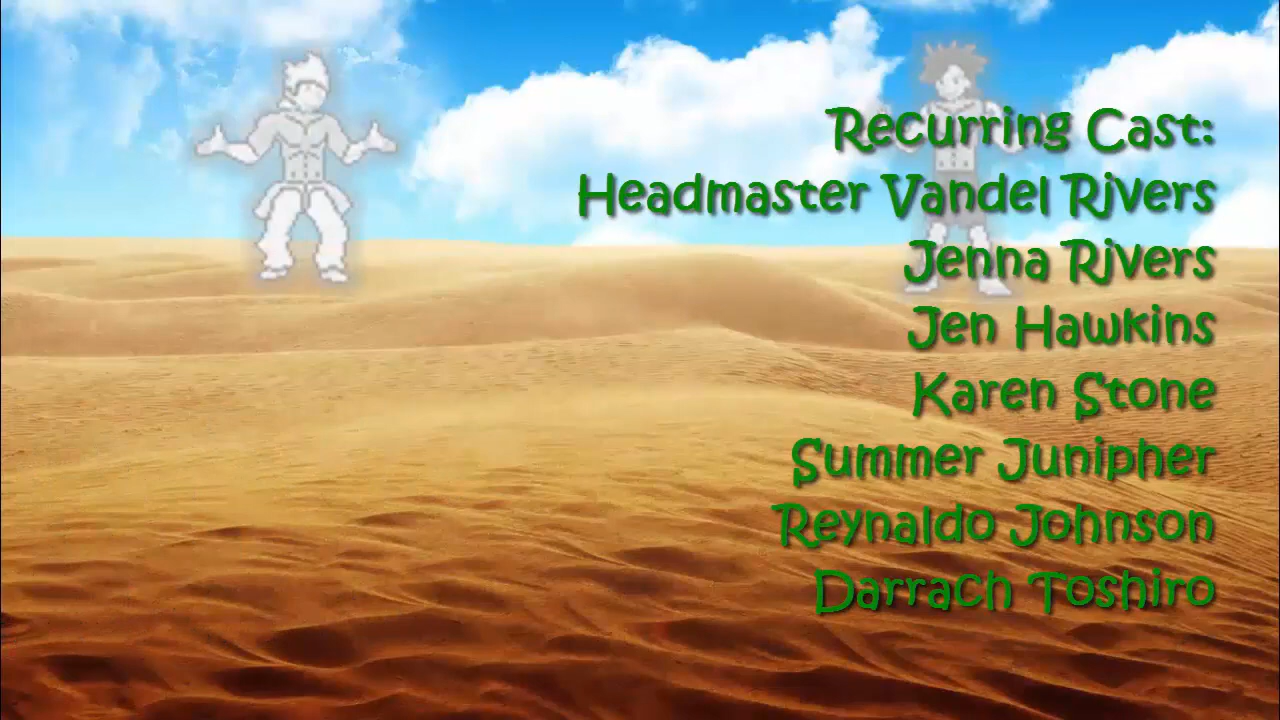 Recurring Cast:
Headmaster Vandel Rivers
Jenna Rivers
Jen Hawkins
Karen Stone
Summer Junipher
Reynaldo Johnson
Darrach Toshiro